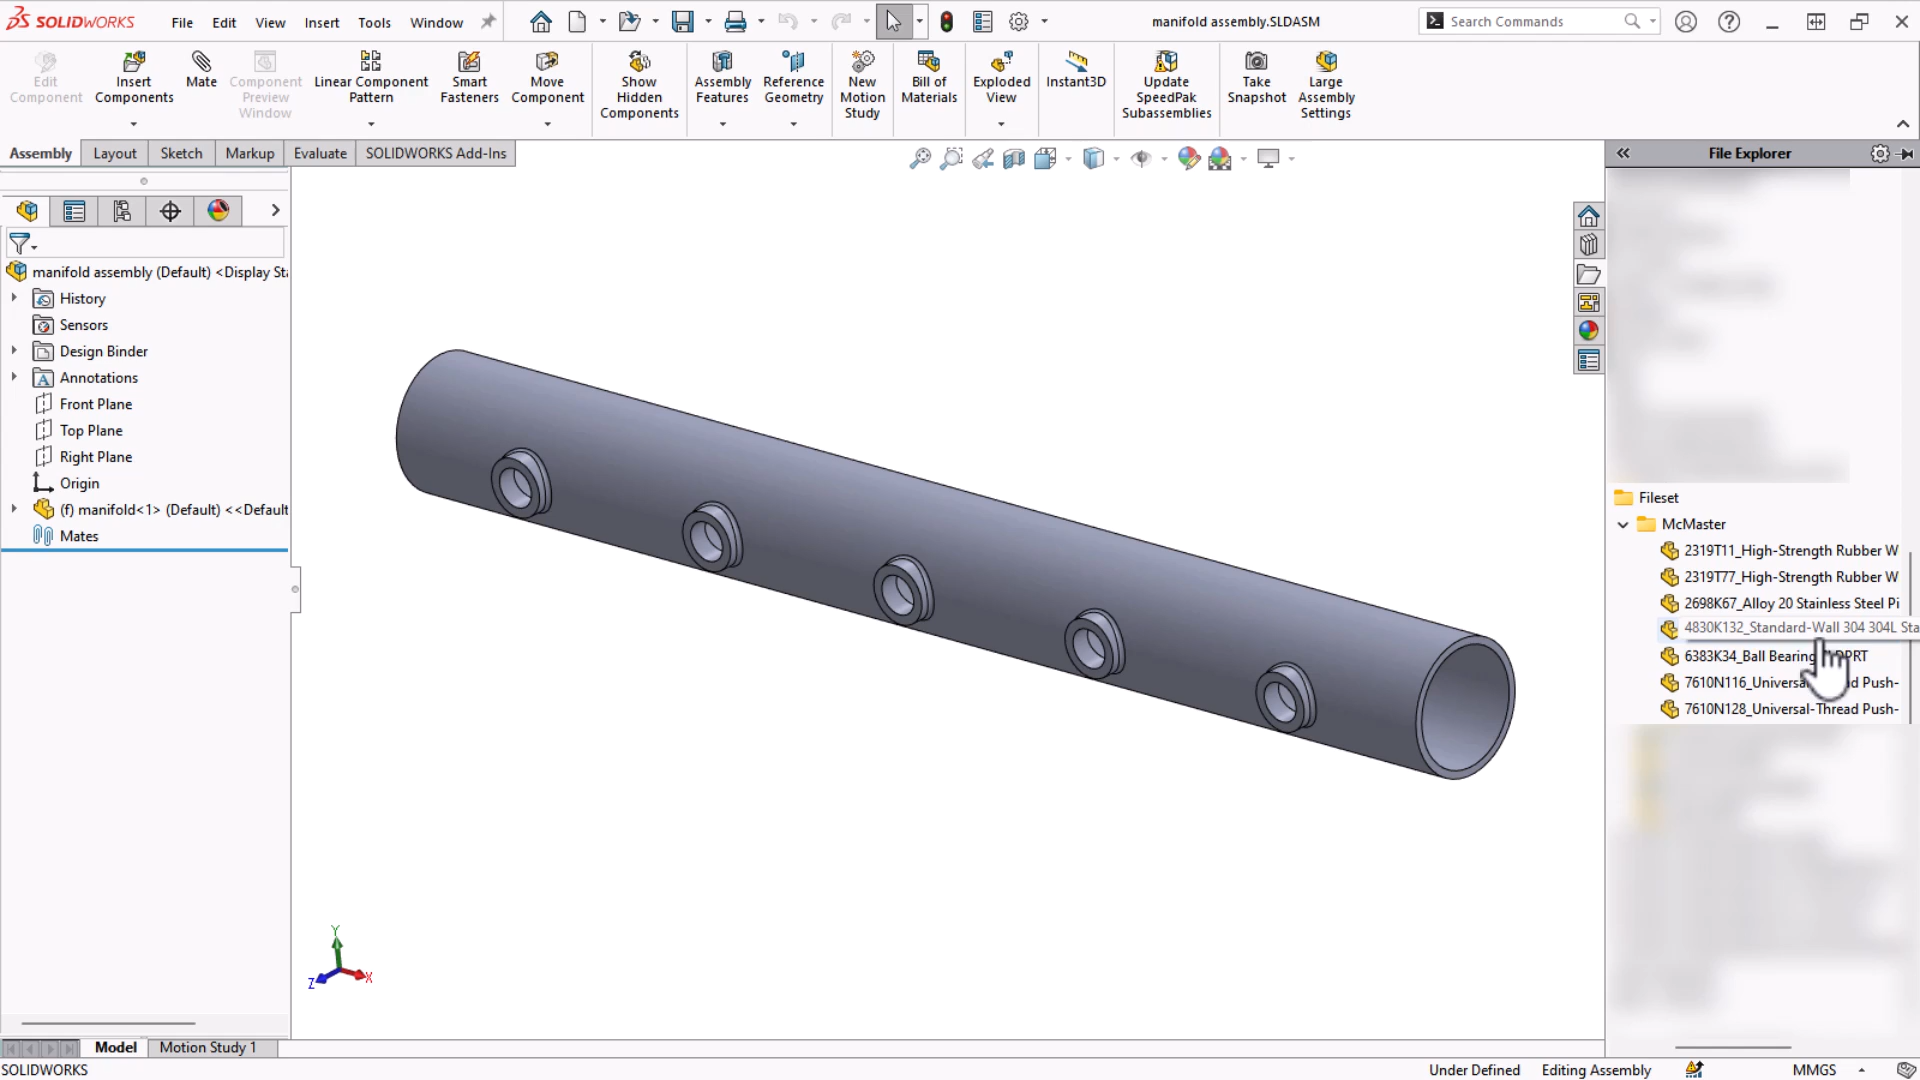 SOLIDWORKS
File Edit View Insert Tools Window
manifold assembly.SLDASM
Search Commands
Edit Component
Insert Components
Mate
Component Preview Window
Linear Component Pattern
Smart Fasteners
Move Component
Show Hidden Components
Assembly Features
Reference Geometry
New Motion Study
Bill of Materials
Exploded View
Instant3D
Update SpeedPak Subassemblies
Take Snapshot
Large Assembly Settings
Assembly Layout Sketch Markup Evaluate SOLIDWORKS Add-Ins
File Explorer
manifold assembly (Default) <Display Sta
History
Sensors
Design Binder
Annotations
Front Plane
Top Plane
Right Plane
Origin
(f) manifold<1> (Default) <<Default
Mates
Fileset
McMaster
2319T11_High-Strength Rubber W
2319T77_High-Strength Rubber W
2698K67_Alloy 20 Stainless Steel Pi
4830K132_Standard-Wall 304 304L Sta
6383K34_Ball Bearing DPRT
7610N116_Universa d Push-
7610N128_Universal-Thread Push-
Y
Z
X
Model Motion Study 1
SOLIDWORKS
Under Defined Editing Assembly MMGS